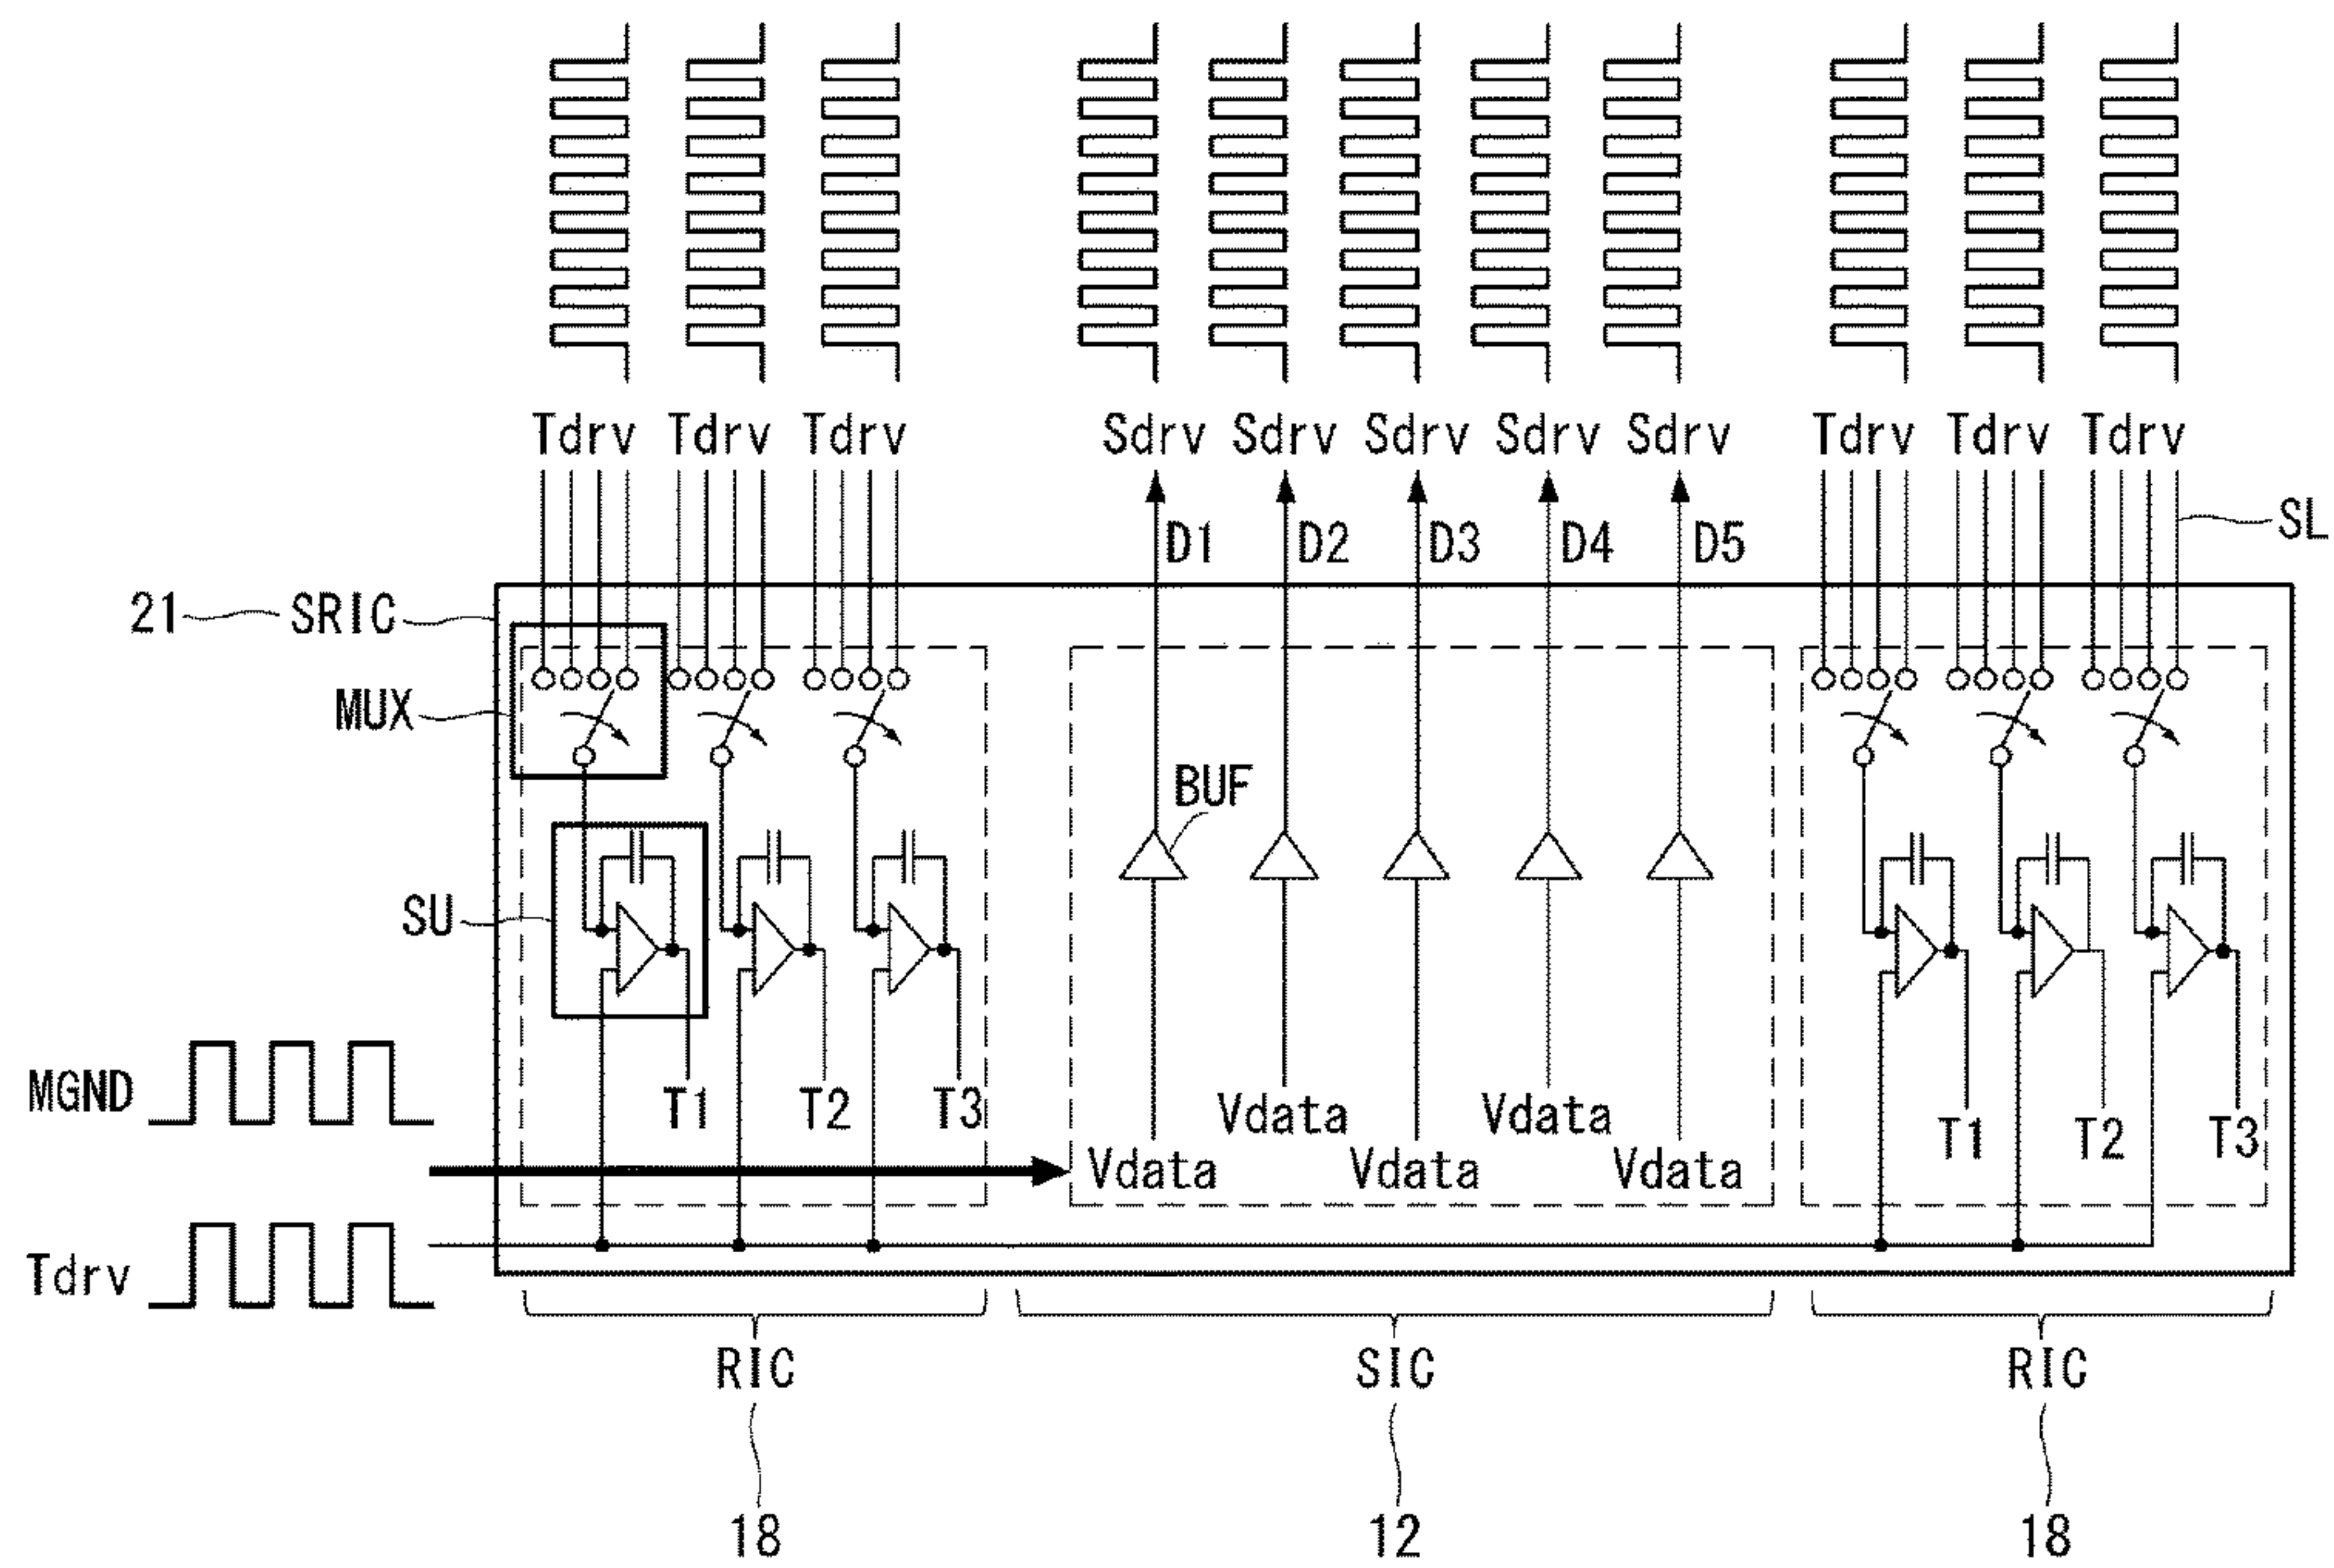 Tdrv Tdrv Tdrv Sdrv Sdrv Sdrv Sdrv Sdrv Tdrv Tdrv Tdrv
D1 D2 D3 D4 D5 SL
21 SRIC
MUX
BUF
SU
MGND
T1 T2 T3
Vdata Vdata
T1 T2 T3
Vdata Vdata Vdata
Tdrv
RIC SIC RIC
18 12 18